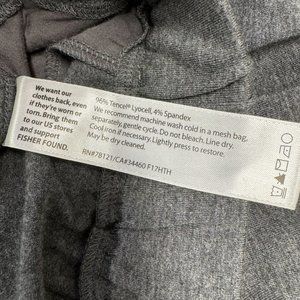 We want our
clothes back, even
if they're worn or
torn. Bring them
to our US stores
and support
FISHER FOUND.
96% Tencel® Lyocell, 4% Spandex
We recommend machine wash cold in a mesh bag,
separately, gentle cycle. Do not bleach. Line dry.
Cool iron if necessary. Lightly press to restore.
May be dry cleaned.
RN#78121/CA#34460 F17HTH